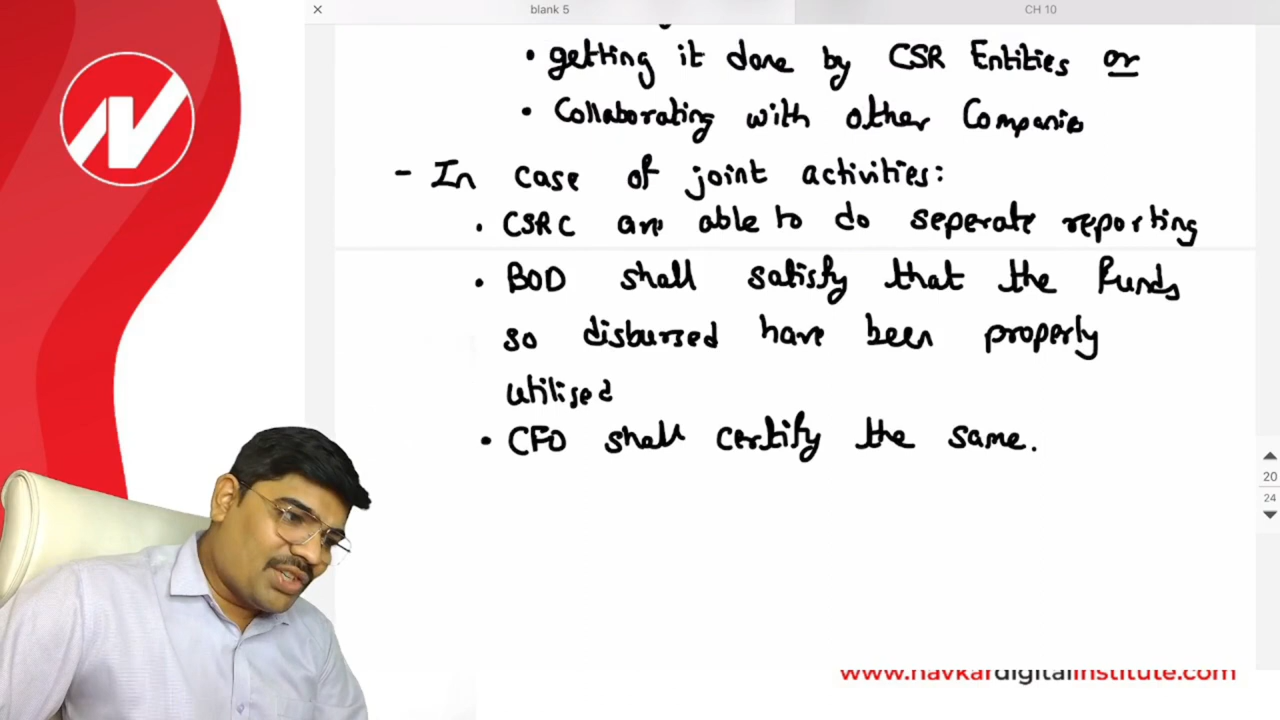 blank 5
CH 10
• getting it done by CSR Entities or
• Collaborating with other Companies
- In case of joint activities:
• CSRC are able to do seperate reporting
• BOD shall satisfy that the funds
so disbursed have been properly
utilised
• CFO shall certify the same.
20
24
www.navkardigitalinstitute.com